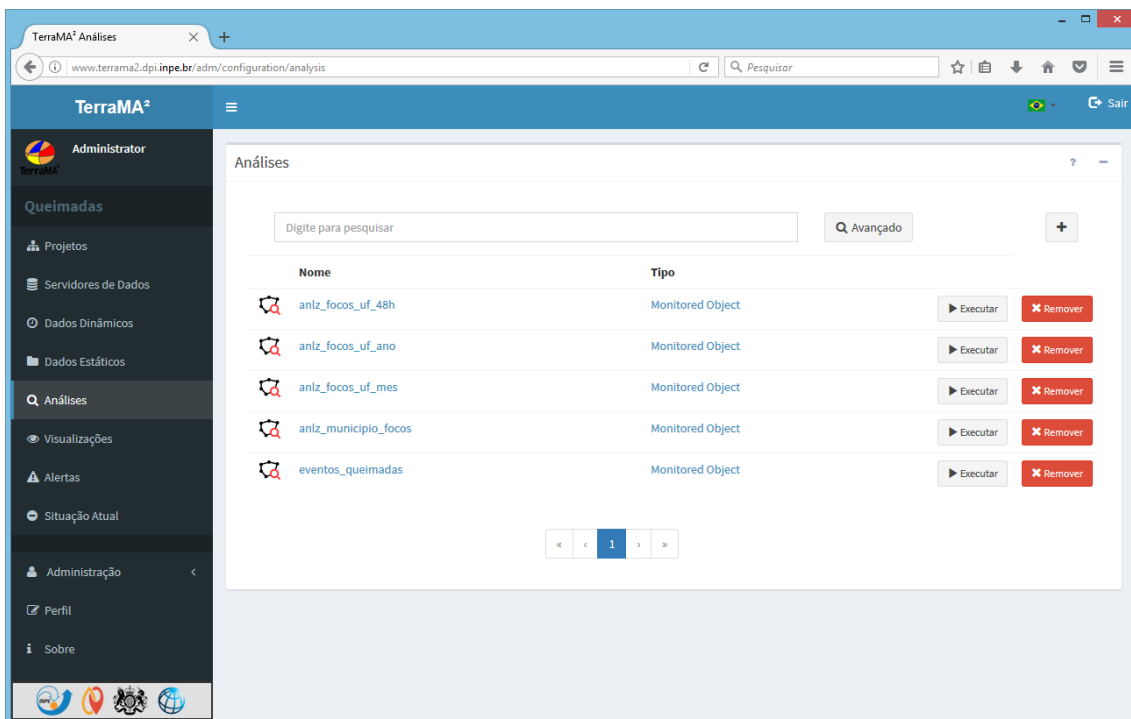 TerraMA² Análises
www.terrama2.dpi.inpe.br/adm/configuration/analysis
Pesquisar
TerraMA²
Sair
Administrator
TerraMA²
Queimadas
Projetos
Servidores de Dados
Dados Dinâmicos
Dados Estáticos
Análises
Visualizações
Alertas
Situação Atual
Administração
Perfil
Sobre
Análises
Digite para pesquisar
Avançado
Nome Tipo
anlz_focos_uf_48h Monitored Object Executar Remover
anlz_focos_uf_ano Monitored Object Executar Remover
anlz_focos_uf_mes Monitored Object Executar Remover
anlz_municipio_focos Monitored Object Executar Remover
eventos_queimadas Monitored Object Executar Remover
« ‹ 1 › »